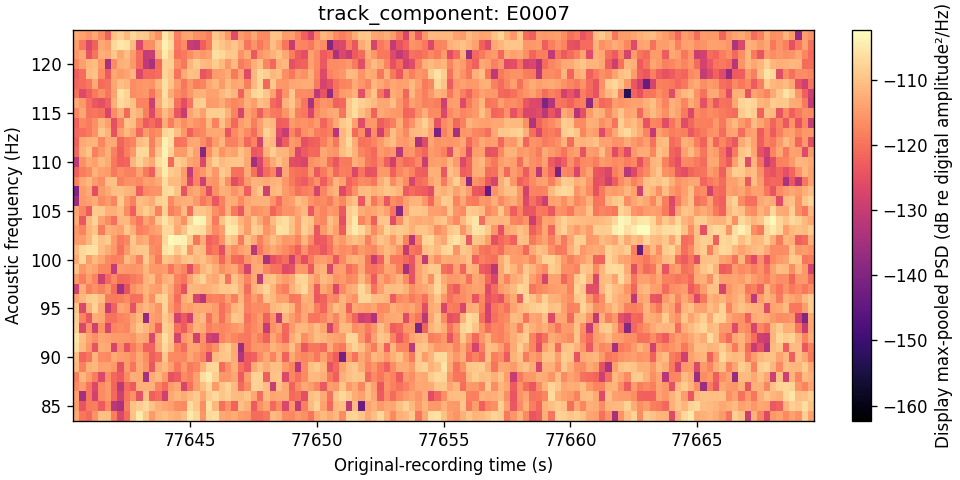 track_component: E0007
120
115
110
105
100
95
90
85
Acoustic frequency (Hz)
77645 77650 77655 77660 77665
Original-recording time (s)
−110
−120
−130
−140
−150
−160
Display max-pooled PSD (dB re digital amplitude²/Hz)